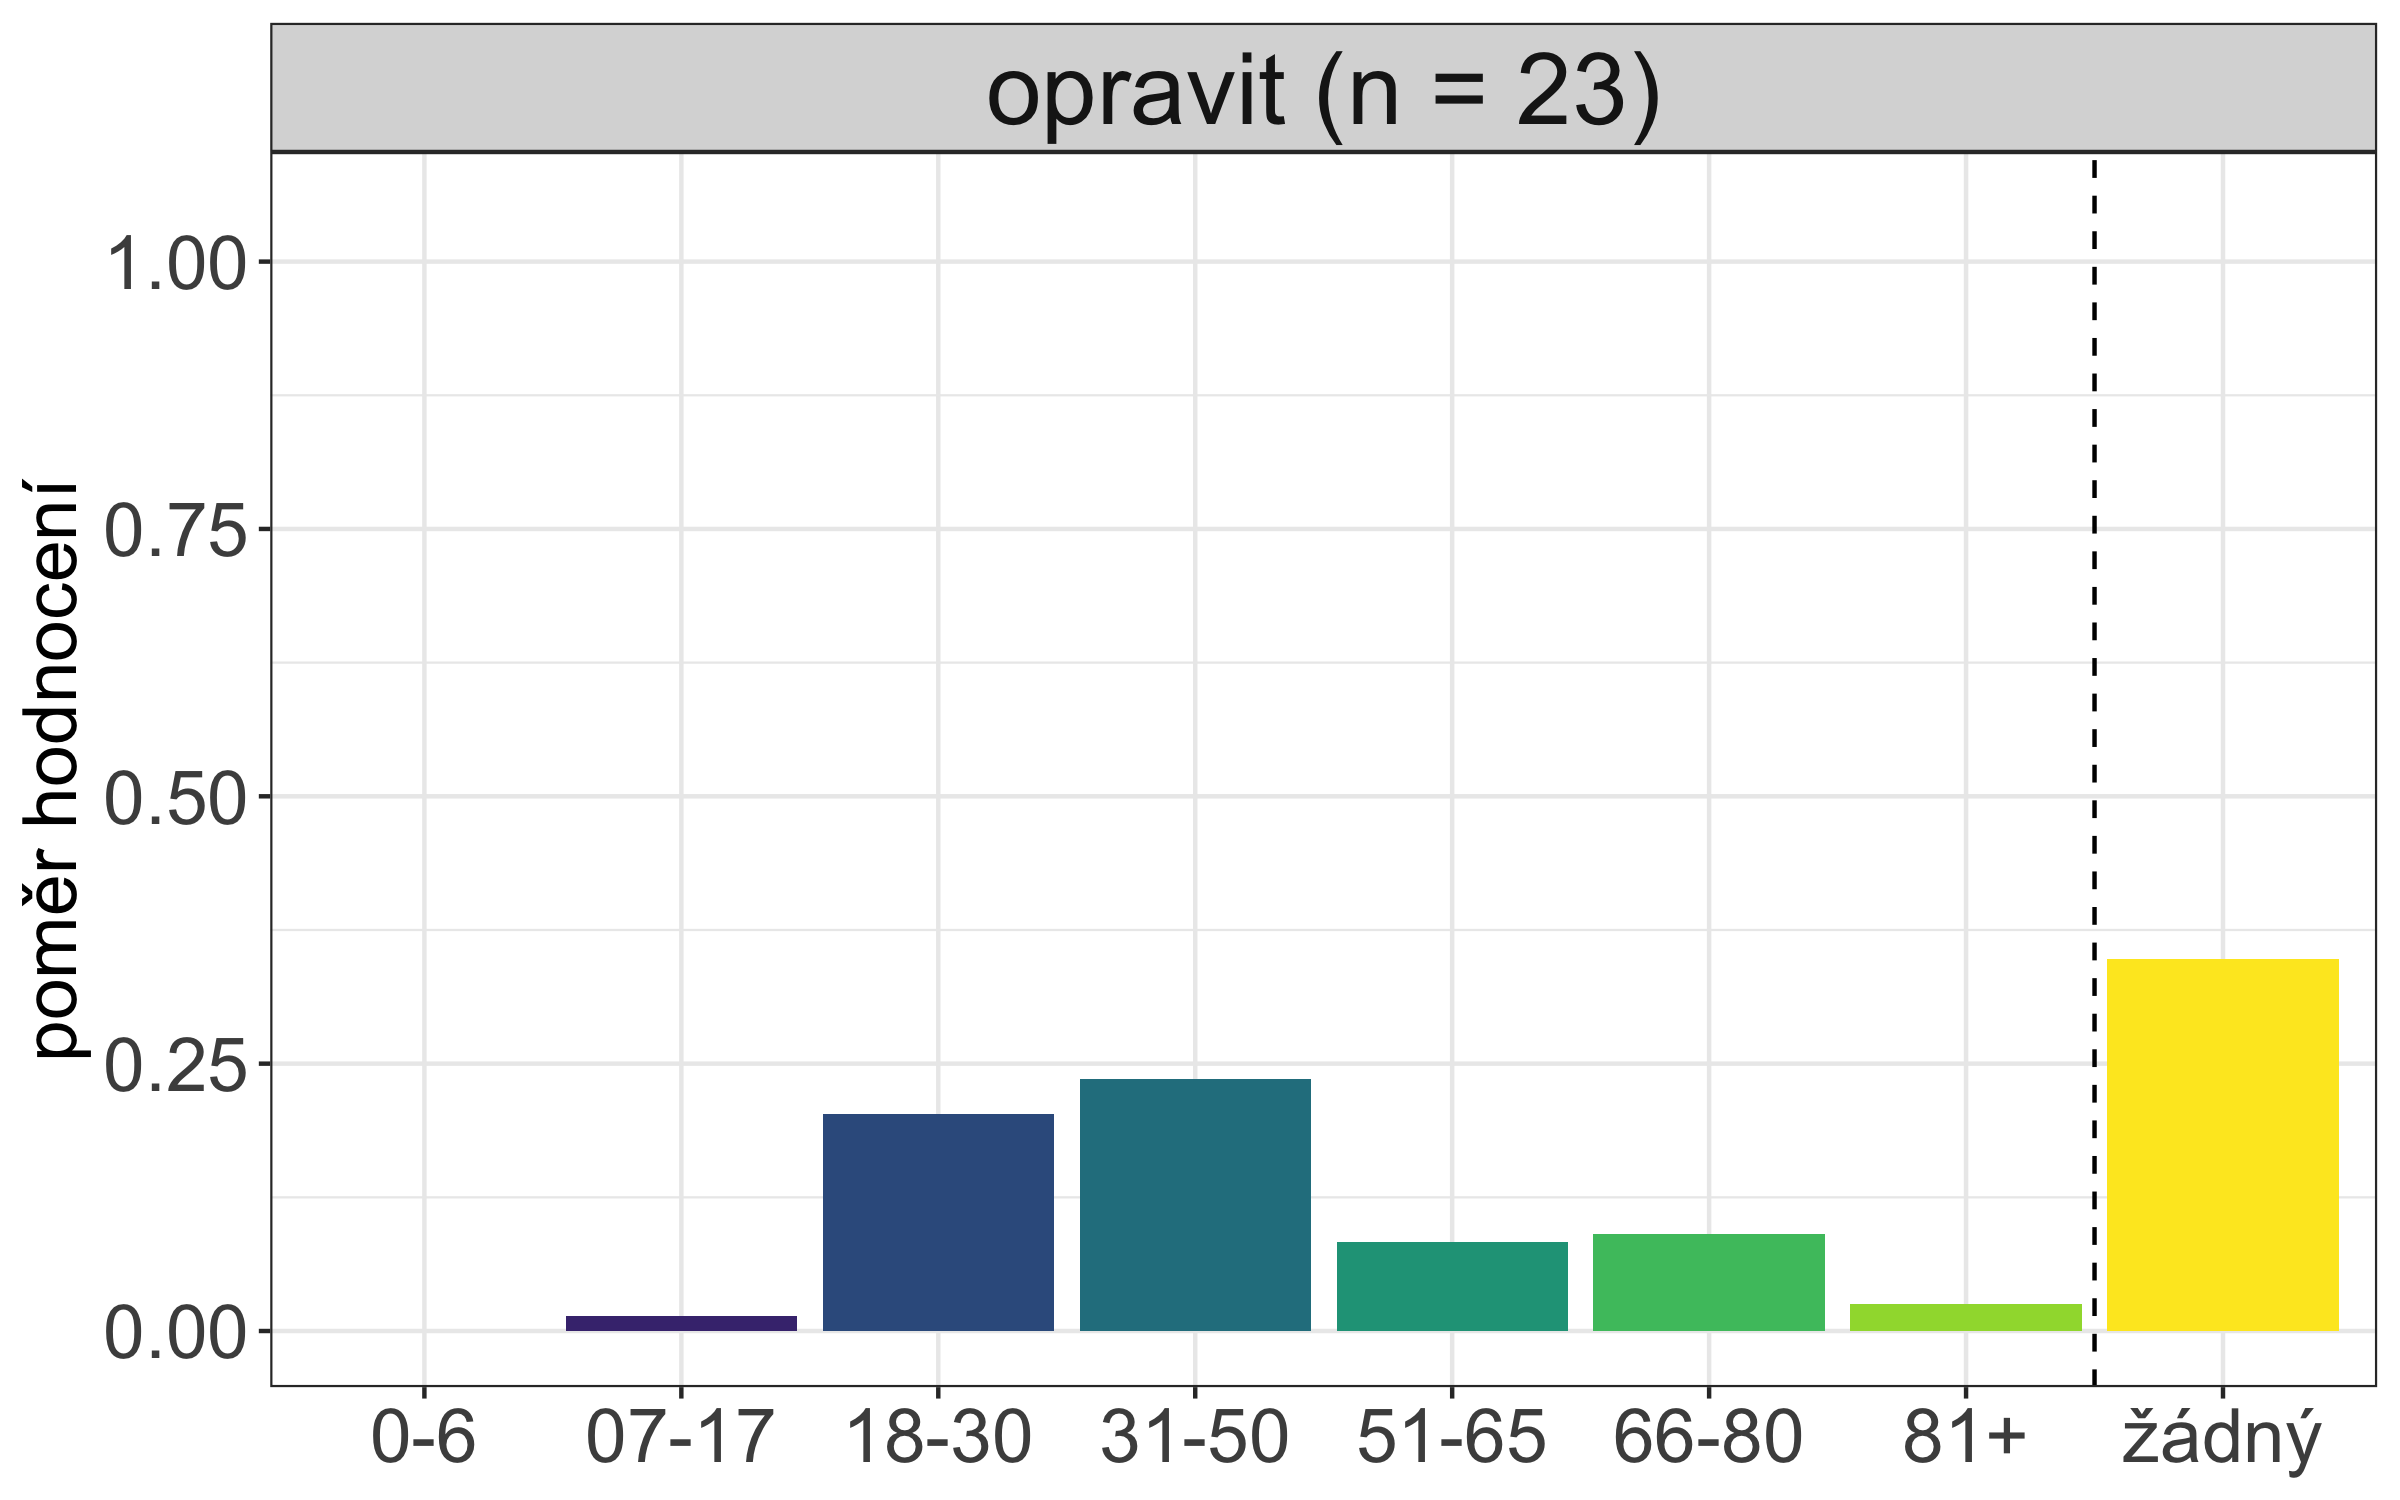 opravit (n = 23)
poměr hodnocení
1.00
0.75
0.50
0.25
0.00
0-6 07-17 18-30 31-50 51-65 66-80 81+ žádný